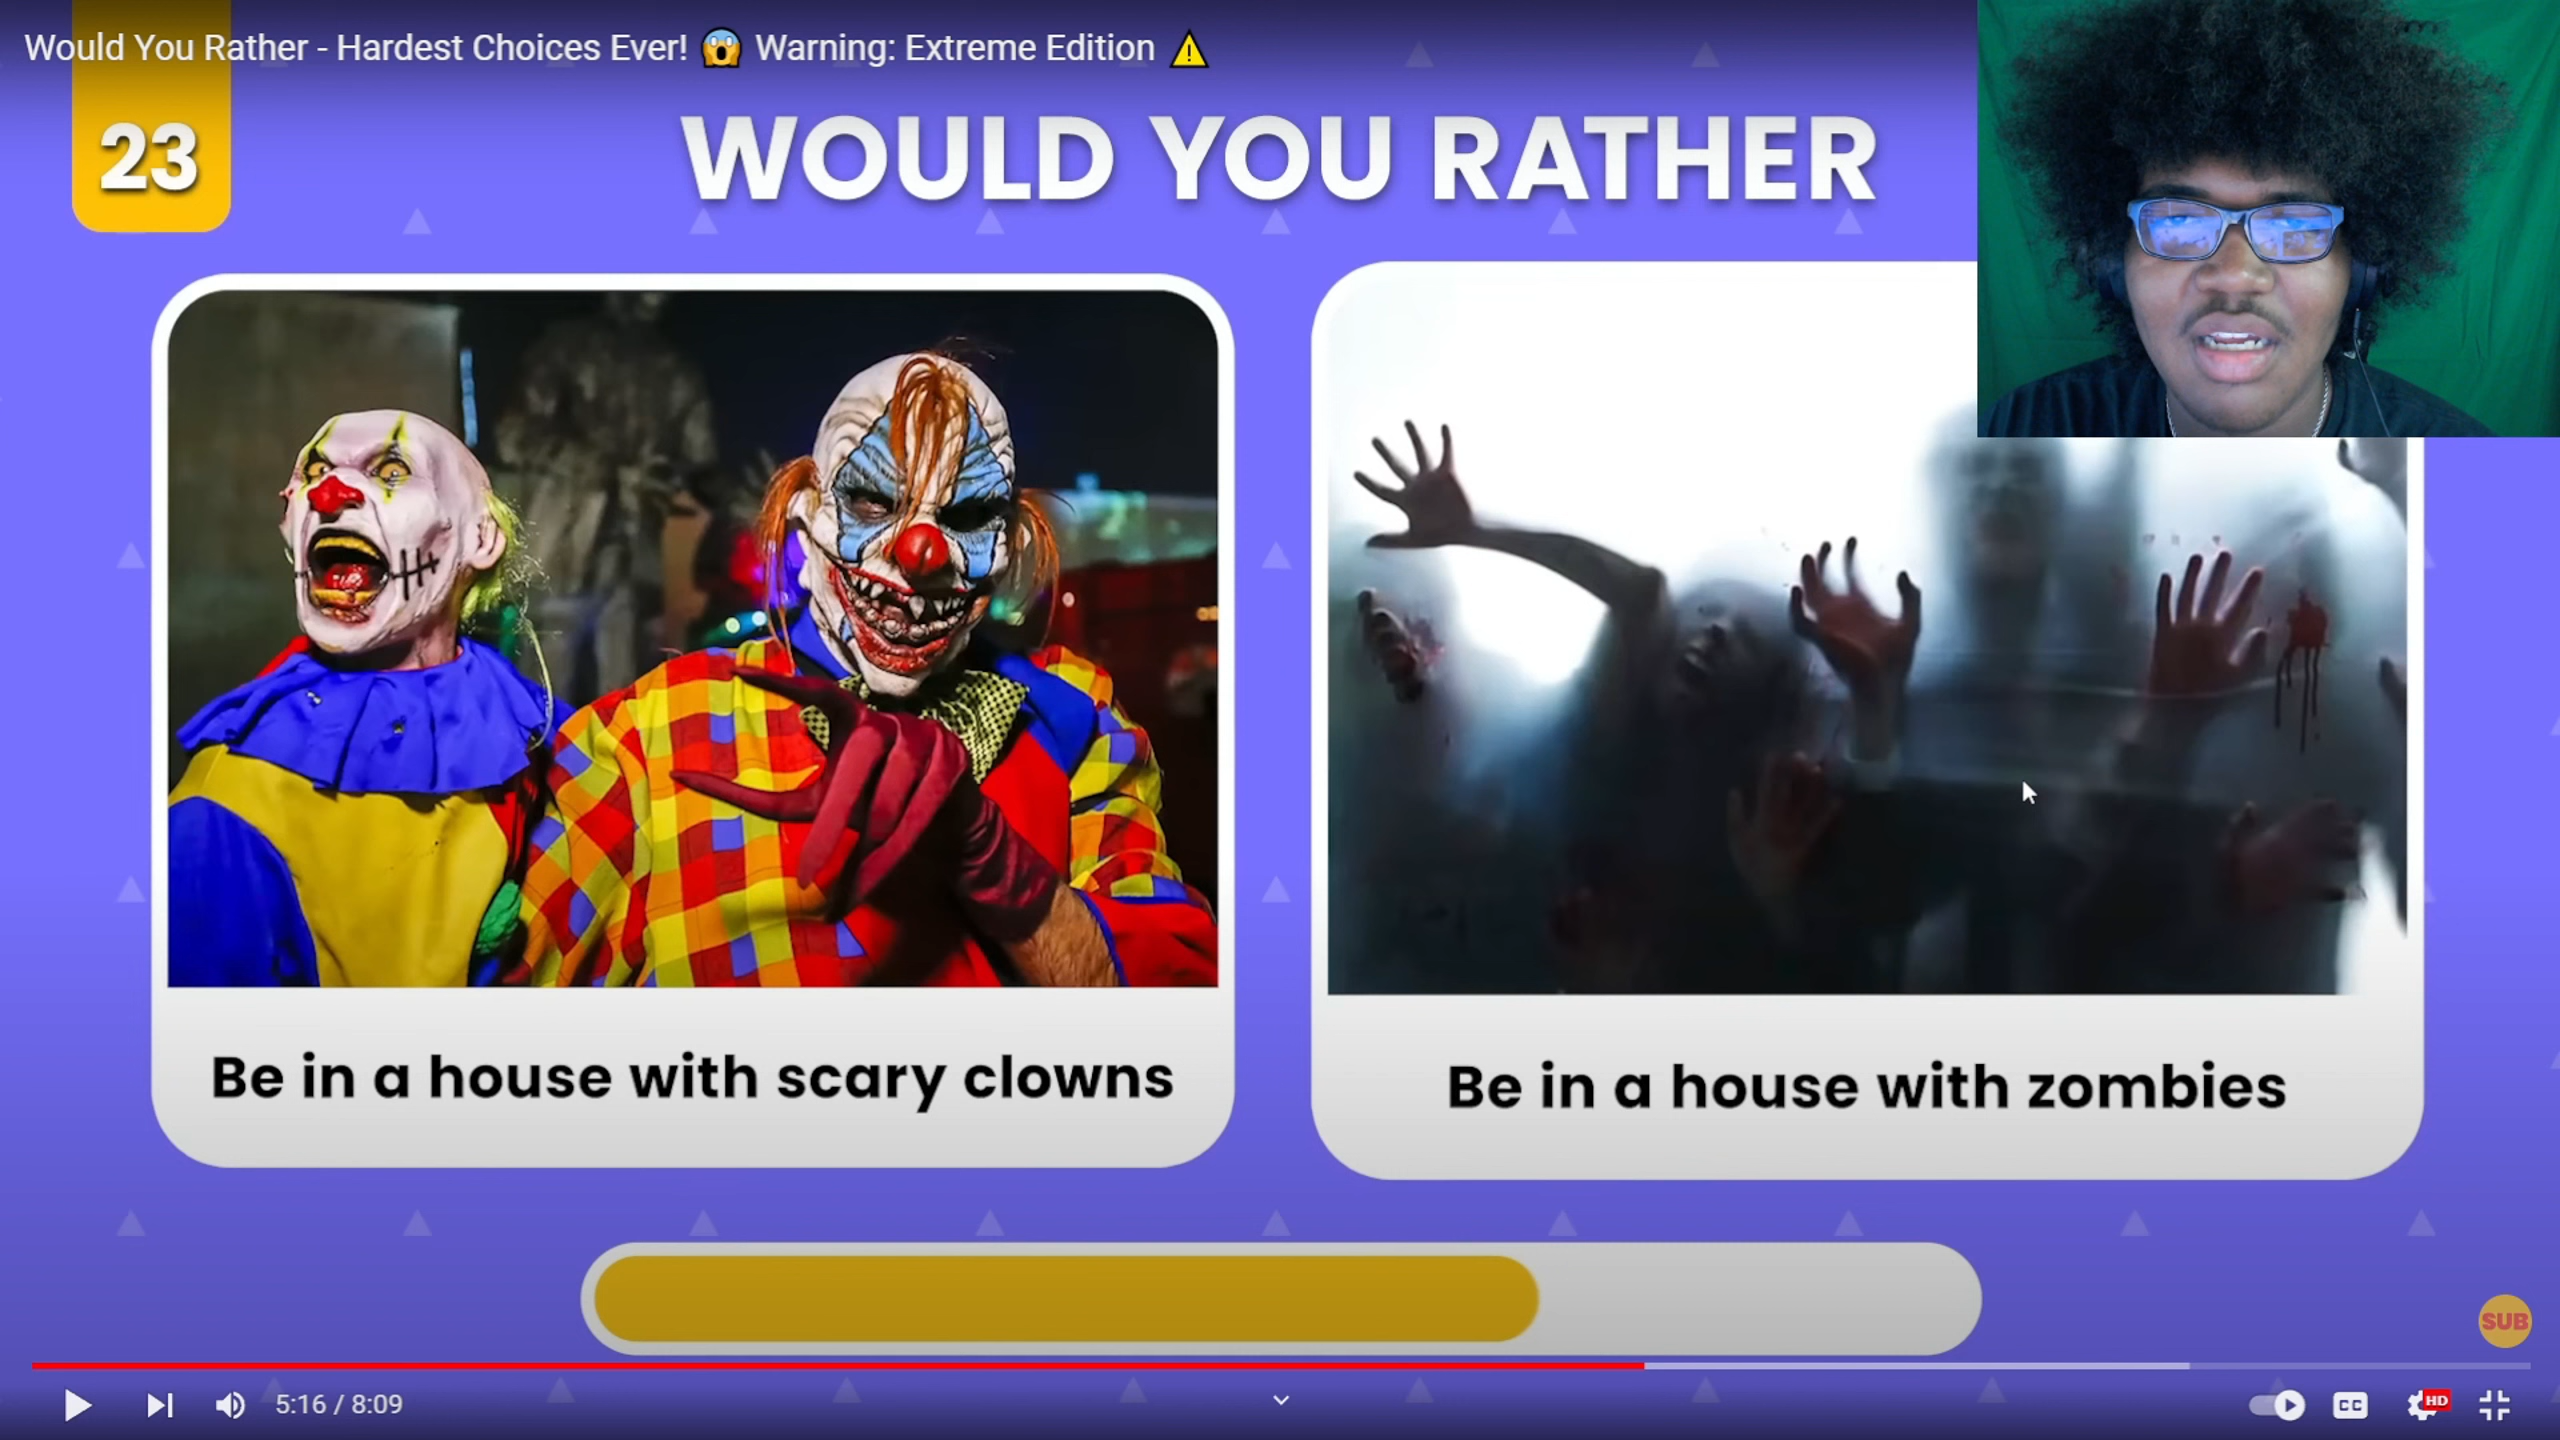 Would You Rather - Hardest Choices Ever! 😱 Warning: Extreme Edition ⚠️
23
WOULD YOU RATHER
Be in a house with scary clowns
Be in a house with zombies
SUB
5:16 / 8:09
CC
HD